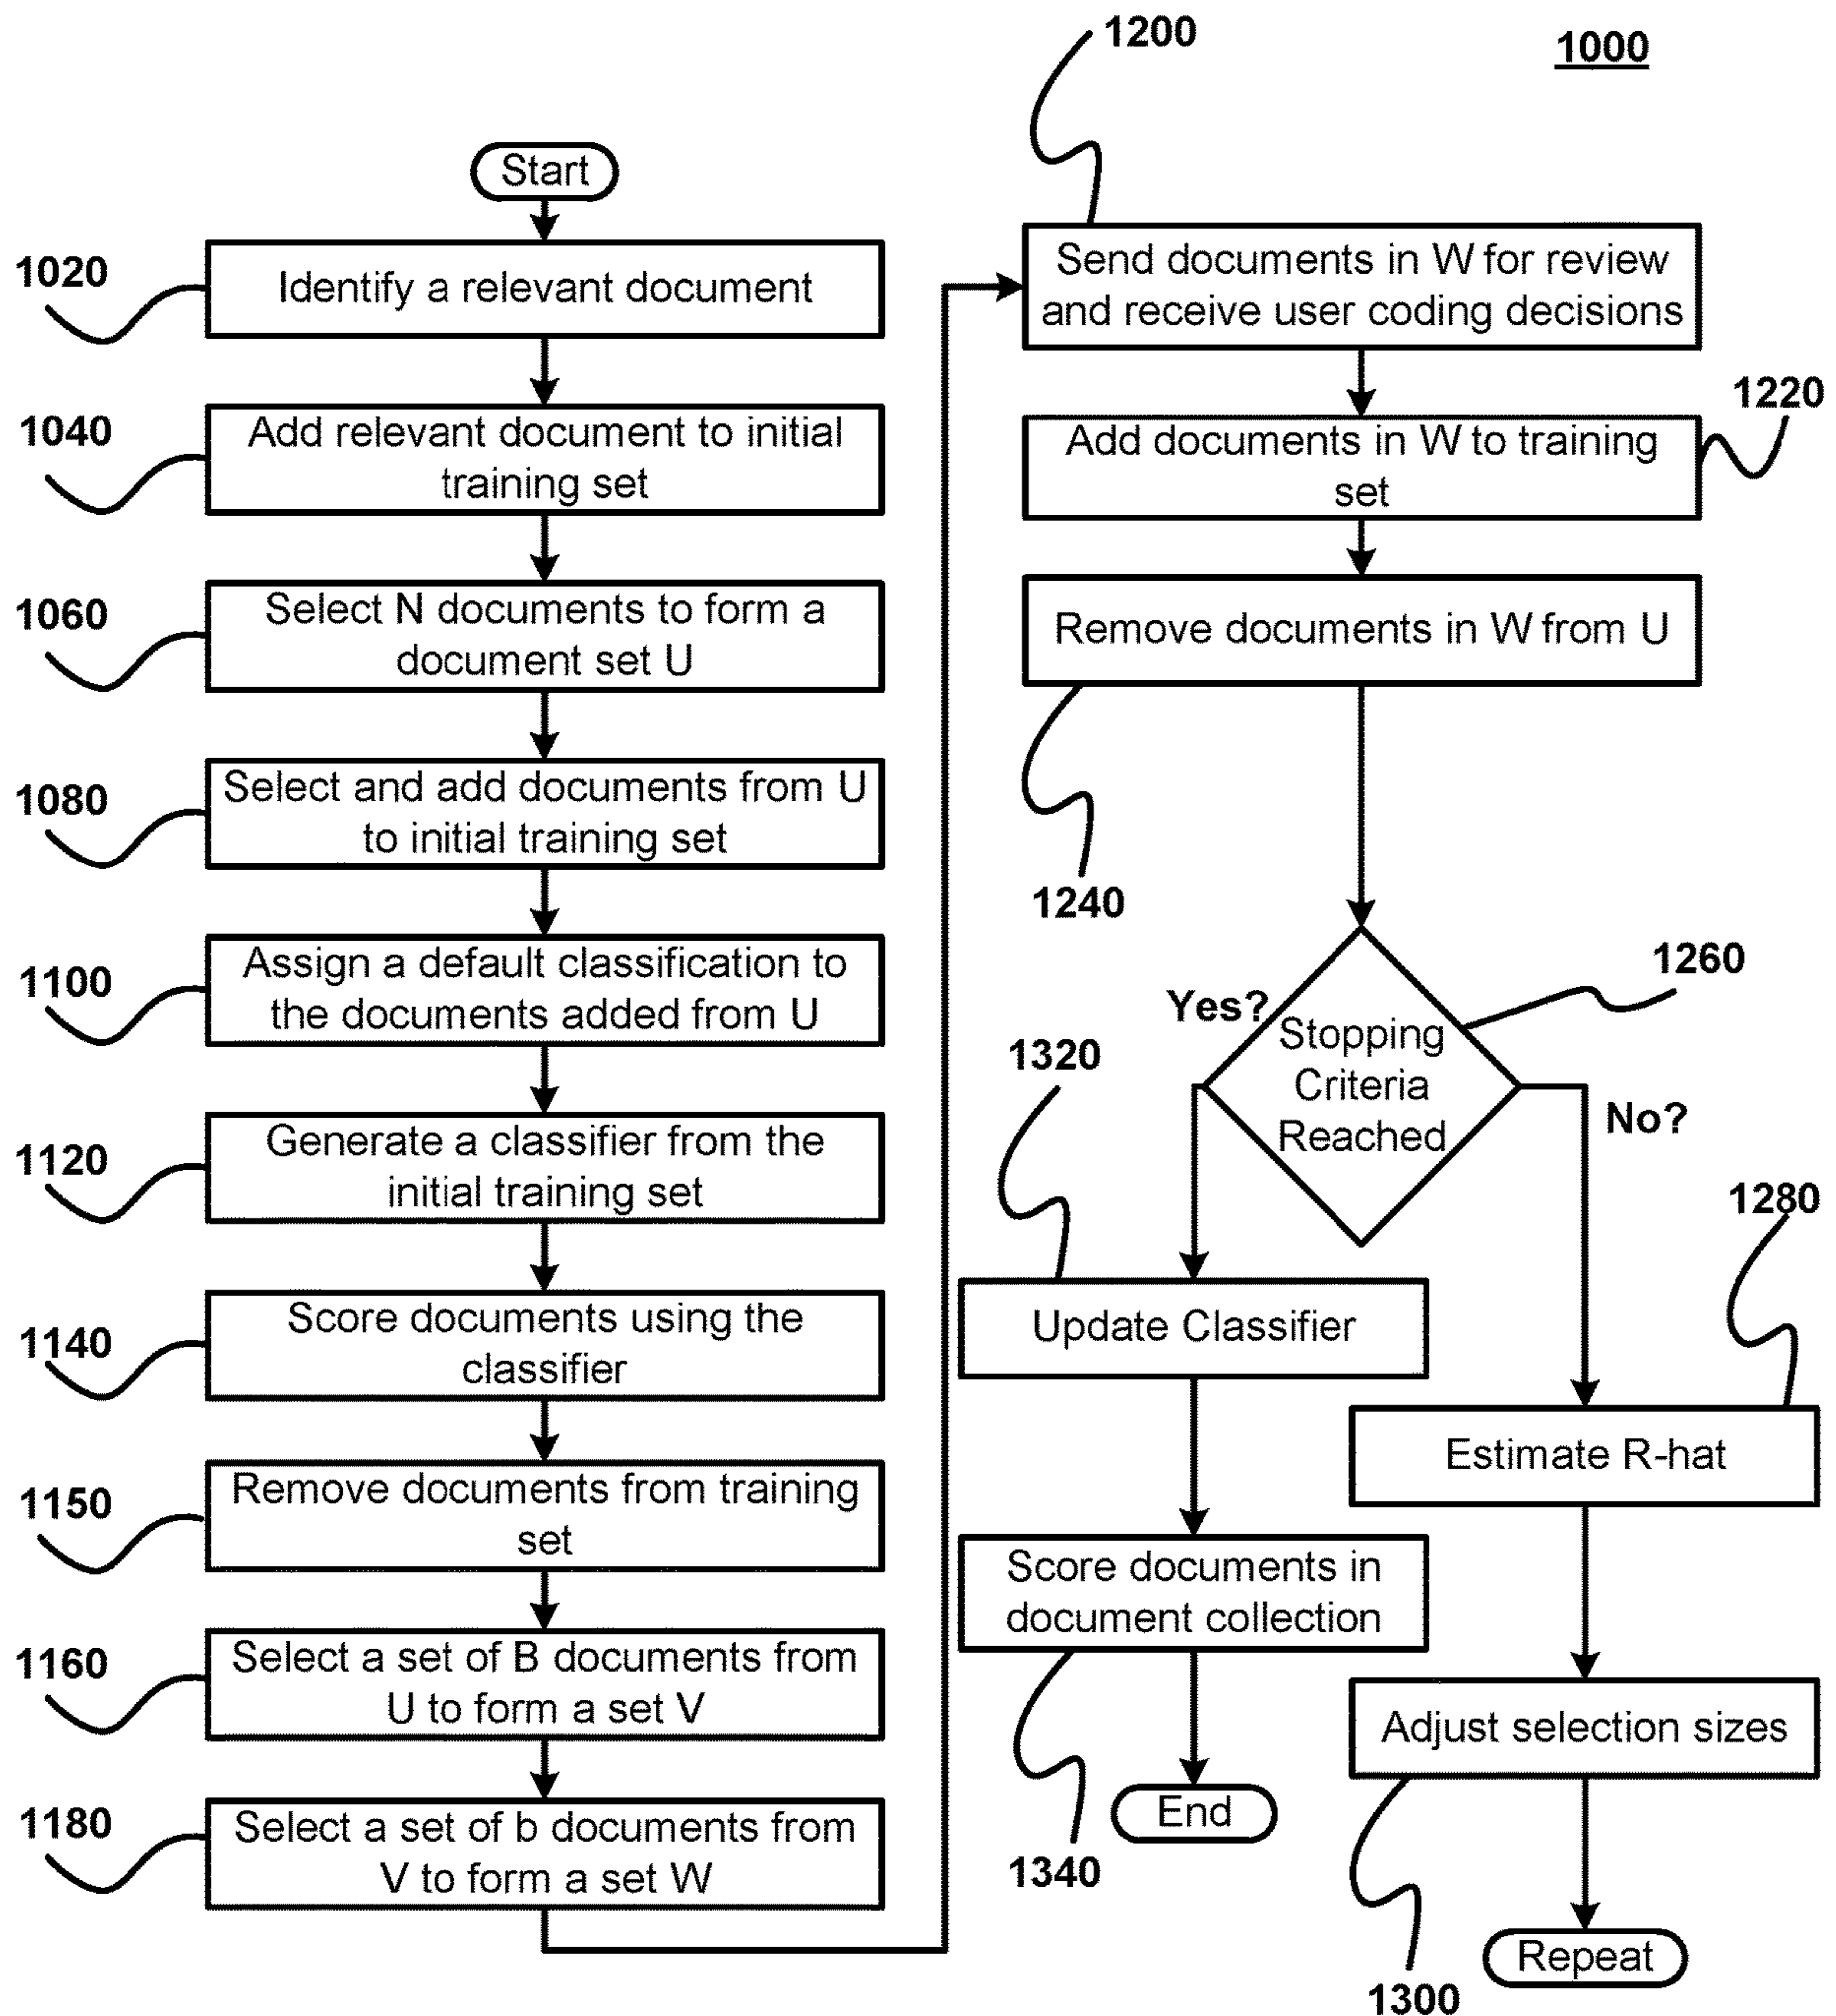 1000
Start
1020
Identify a relevant document
1040
Add relevant document to initial
training set
1060
Select N documents to form a
document set U
1080
Select and add documents from U
to initial training set
1100
Assign a default classification to
the documents added from U
1120
Generate a classifier from the
initial training set
1140
Score documents using the
classifier
1150
Remove documents from training
set
1160
Select a set of B documents from
U to form a set V
1180
Select a set of b documents from
V to form a set W
1200
Send documents in W for review
and receive user coding decisions
1220
Add documents in W to training
set
Remove documents in W from U
1240
1260
Stopping
Criteria
Reached
Yes?
No?
1320
Update Classifier
Score documents in
document collection
1340
End
1280
Estimate R-hat
Adjust selection sizes
1300
Repeat